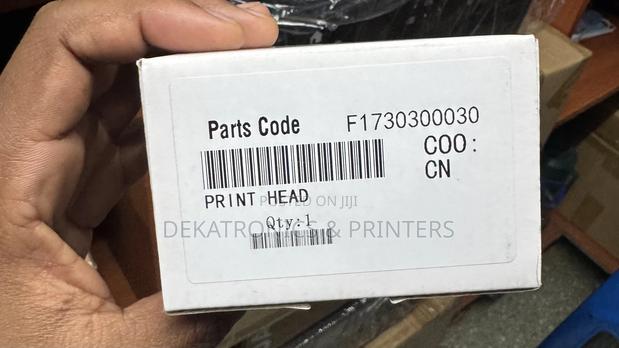 Parts Code F1730300030
COO :
CN
PRINT HEAD
POSTED ON JIJI
Qty:1
DEKATRONICS & PRINTERS